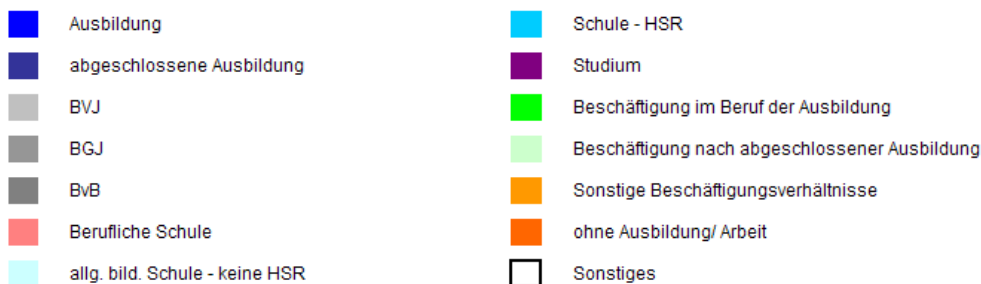 Ausbildung
abgeschlossene Ausbildung
BVJ
BGJ
BvB
Berufliche Schule
allg. bild. Schule - keine HSR
Schule - HSR
Studium
Beschäftigung im Beruf der Ausbildung
Beschäftigung nach abgeschlossener Ausbildung
Sonstige Beschäftigungsverhältnisse
ohne Ausbildung/ Arbeit
Sonstiges